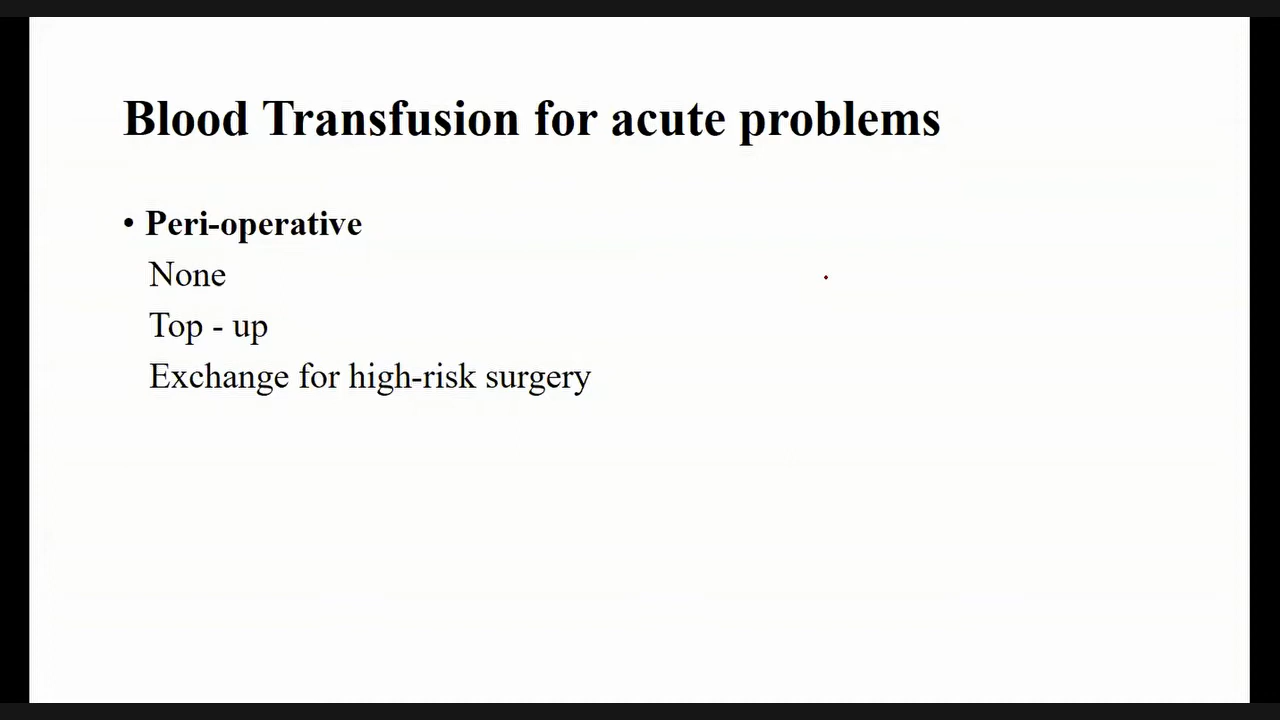 Blood Transfusion for acute problems
• Peri-operative
None
Top - up
Exchange for high-risk surgery